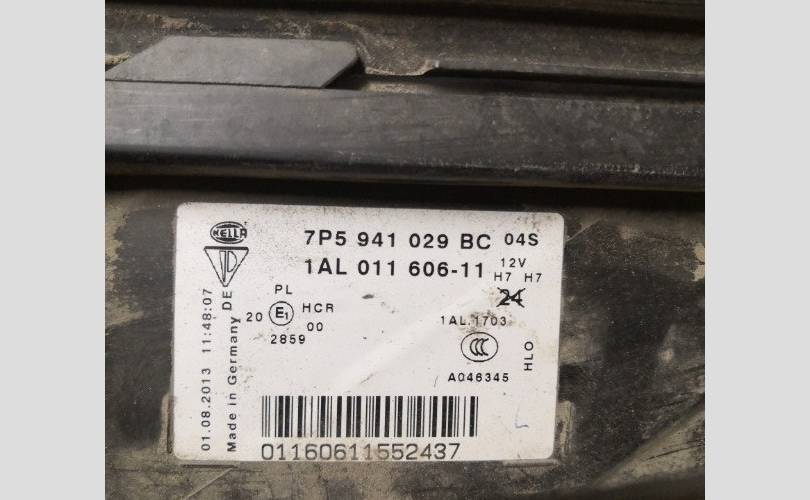 HELLA
7P5 941 029 BC 04S
1AL 011 606-11 12V
H7 H7
24
PL
20 E1 HCR
00
2859
1AL.1703
CCC
A046345
HLO
01.08.2013 11:48:07
Made in Germany DE
01160611552437
L